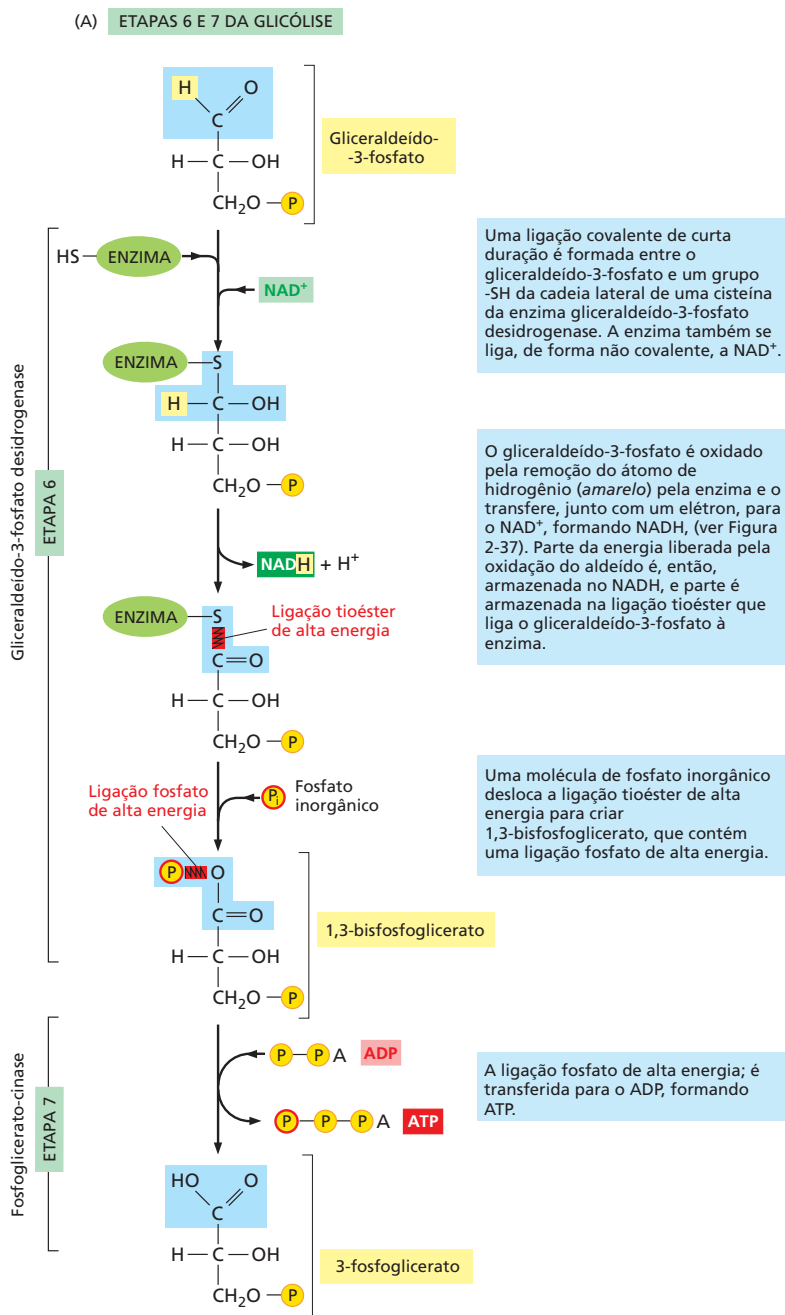 (A) ETAPAS 6 E 7 DA GLICÓLISE
H O
C
H—C—OH
CH₂O—P
Gliceraldeído-
-3-fosfato
HS—ENZIMA
NAD⁺
Uma ligação covalente de curta
duração é formada entre o
gliceraldeído-3-fosfato e um grupo
-SH da cadeia lateral de uma cisteína
da enzima gliceraldeído-3-fosfato
desidrogenase. A enzima também se
liga, de forma não covalente, a NAD⁺.
Gliceraldeído-3-fosfato desidrogenase
ETAPA 6
ENZIMA—S
H—C—OH
H—C—OH
CH₂O—P
NADH + H⁺
O gliceraldeído-3-fosfato é oxidado
pela remoção do átomo de
hidrogênio (amarelo) pela enzima e o
transfere, junto com um elétron, para
o NAD⁺, formando NADH, (ver Figura
2-37). Parte da energia liberada pela
oxidação do aldeído é, então,
armazenada no NADH, e parte é
armazenada na ligação tioéster que
liga o gliceraldeído-3-fosfato à
enzima.
ENZIMA—S
Ligação tioéster
de alta energia
C=O
H—C—OH
CH₂O—P
Ligação fosfato
de alta energia
Pi
Fosfato
inorgânico
Uma molécula de fosfato inorgânico
desloca a ligação tioéster de alta
energia para criar
1,3-bisfosfoglicerato, que contém
uma ligação fosfato de alta energia.
P O
C=O
H—C—OH
CH₂O—P
1,3-bisfosfoglicerato
Fosfoglicerato-cinase
ETAPA 7
P—P A ADP
P—P—P A ATP
A ligação fosfato de alta energia; é
transferida para o ADP, formando
ATP.
HO O
C
H—C—OH
CH₂O—P
3-fosfoglicerato